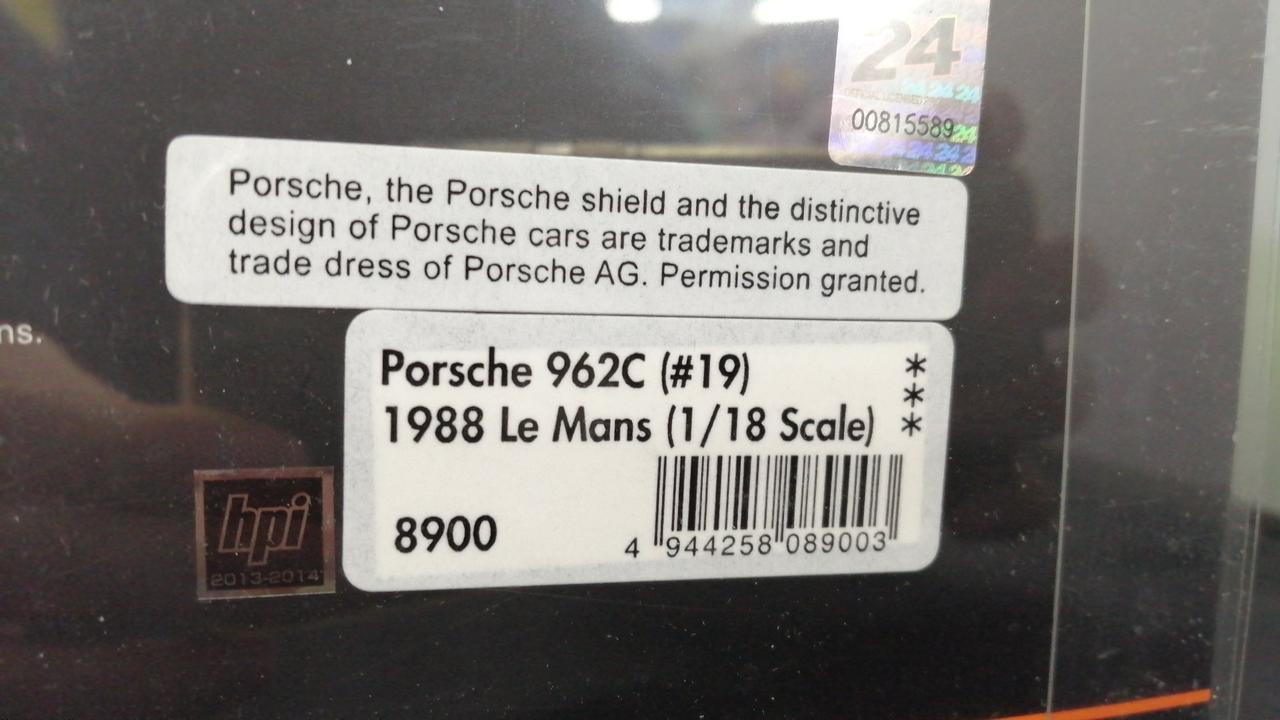 24
OFFICIAL LICENSED
00815589
Porsche, the Porsche shield and the distinctive
design of Porsche cars are trademarks and
trade dress of Porsche AG. Permission granted.
ns.
Porsche 962C (#19) *
*
1988 Le Mans (1/18 Scale) *
hpi
2013-2014
8900
4 944258 089003